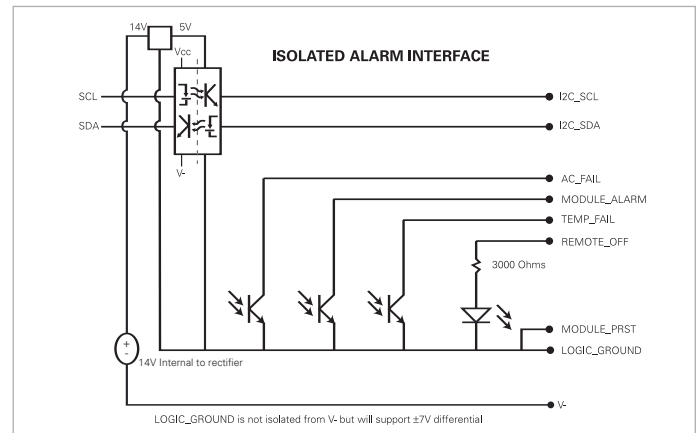 14V 5V
ISOLATED ALARM INTERFACE
Vcc
SCL I2C_SCL
SDA I2C_SDA
V-
AC_FAIL
MODULE_ALARM
TEMP_FAIL
REMOTE_OFF
3000 Ohms
MODULE_PRST
+
-
LOGIC_GROUND
14V Internal to rectifier
V-
LOGIC_GROUND is not isolated from V- but will support ±7V differential